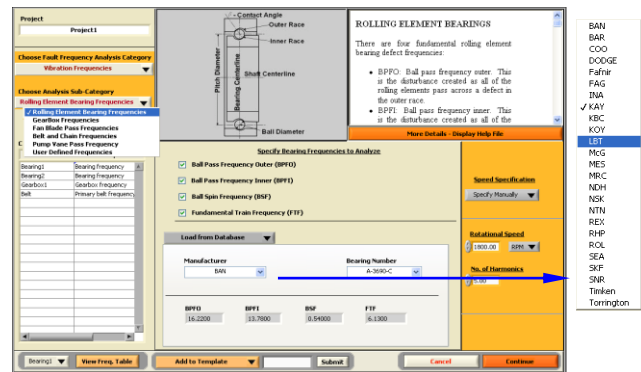 Project
Project1
Choose Fault Frequency Analysis Category
Vibration Frequencies
Choose Analysis Sub-Category
Rolling Element Bearing Frequencies
✓ Rolling Element Bearing Frequencies
GearBox Frequencies
Fan Blade Pass Frequencies
Belt and Chain Frequencies
Pump Vane Pass Frequency
User Defined Frequencies
Bearing1 Bearing frequency
Bearing2 Bearing frequency
Gearbox1 Gearbox frequency
Belt Primary belt frequency
Contact Angle
Outer Race
Inner Race
Shaft Centerline
Pitch Diameter
Bearing Centerline
Ball Diameter
ROLLING ELEMENT BEARINGS
There are four fundamental rolling element
bearing defect frequencies:
• BPFO: Ball pass frequency outer. This
is the disturbance created as all of the
rolling elements pass across a defect in
the outer race.
• BPFI: Ball pass frequency inner. This
is the disturbance created as all of the
More Details - Display Help File
Specify Bearing Frequencies to Analyze
Ball Pass Frequency Outer (BPFO)
Ball Pass Frequency Inner (BPFI)
Ball Spin Frequency (BSF)
Fundamental Train Frequency (FTF)
Load from Database
Manufacturer
BAN
Bearing Number
A-3690-C
BPFO BPFI BSF FTF
16.2200 13.7800 0.54000 6.1300
Speed Specification
Specify Manually
Rotational Speed
1800.00 RPM
No. of Harmonics
5.00
Bearing1
View Freq. Table
Add to Template
Submit
Cancel
Continue
BAN
BAR
COO
DODGE
Fafnir
FAG
INA
✓ KAY
KBC
KOY
LBT
McG
MES
MRC
NDH
NSK
NTN
REX
RHP
ROL
SEA
SKF
SNR
Timken
Torrington